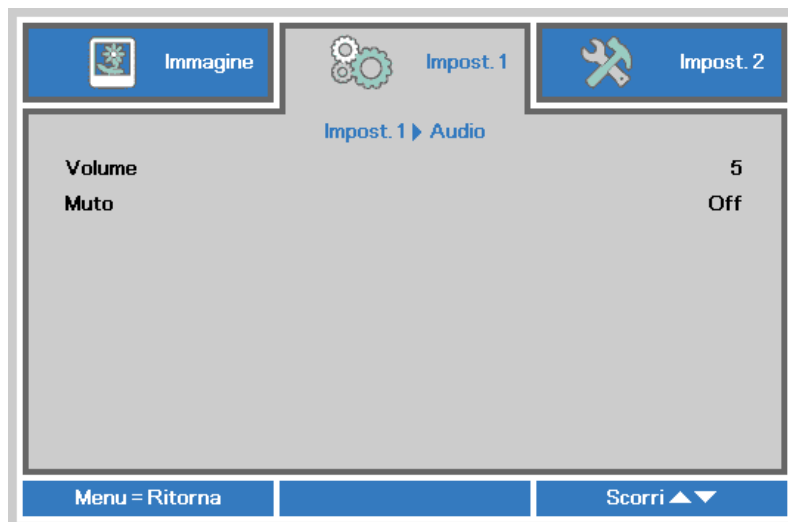 Immagine
Impost. 1
Impost. 2
Impost. 1 ▶ Audio
Volume 5
Muto Off
Menu = Ritorna
Scorri ▲▼